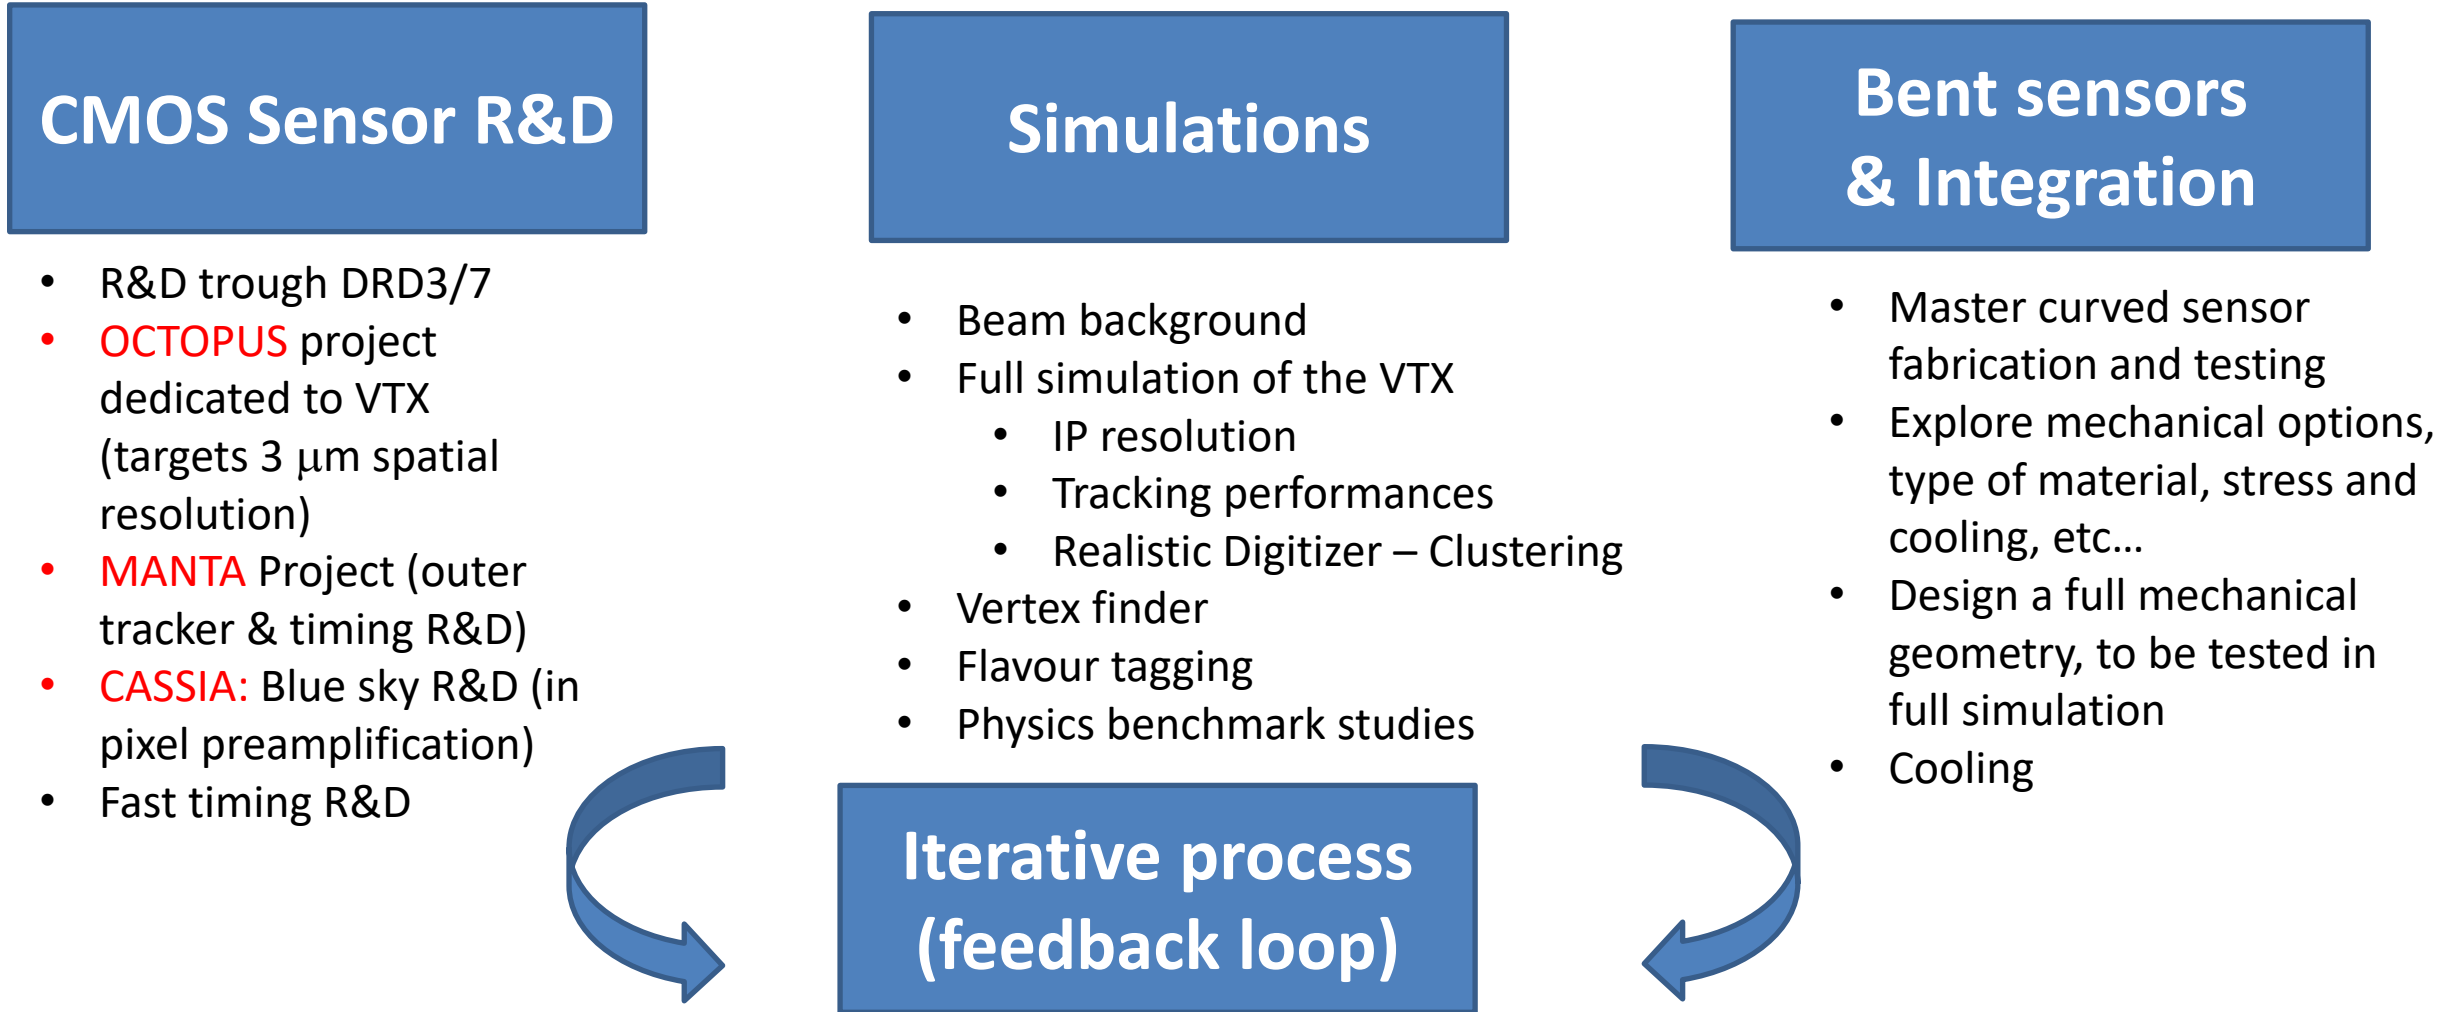 CMOS Sensor R&D
• R&D trough DRD3/7
• OCTOPUS project
dedicated to VTX
(targets 3 μm spatial
resolution)
• MANTA Project (outer
tracker & timing R&D)
• CASSIA: Blue sky R&D (in
pixel preamplification)
• Fast timing R&D
Simulations
• Beam background
• Full simulation of the VTX
• IP resolution
• Tracking performances
• Realistic Digitizer – Clustering
• Vertex finder
• Flavour tagging
• Physics benchmark studies
Bent sensors
& Integration
• Master curved sensor
fabrication and testing
• Explore mechanical options,
type of material, stress and
cooling, etc…
• Design a full mechanical
geometry, to be tested in
full simulation
• Cooling
Iterative process
(feedback loop)